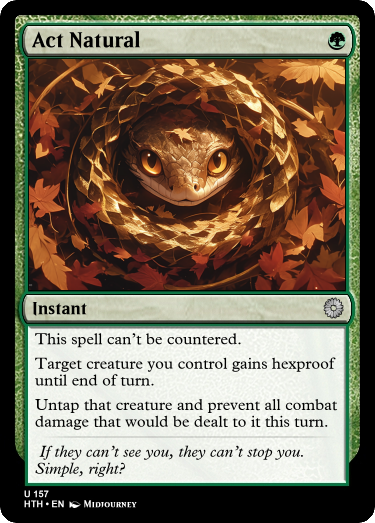 Act Natural
Instant
This spell can't be countered.
Target creature you control gains hexproof
until end of turn.
Untap that creature and prevent all combat
damage that would be dealt to it this turn.
If they can't see you, they can't stop you.
Simple, right?
U 157
HTH • EN Midjourney